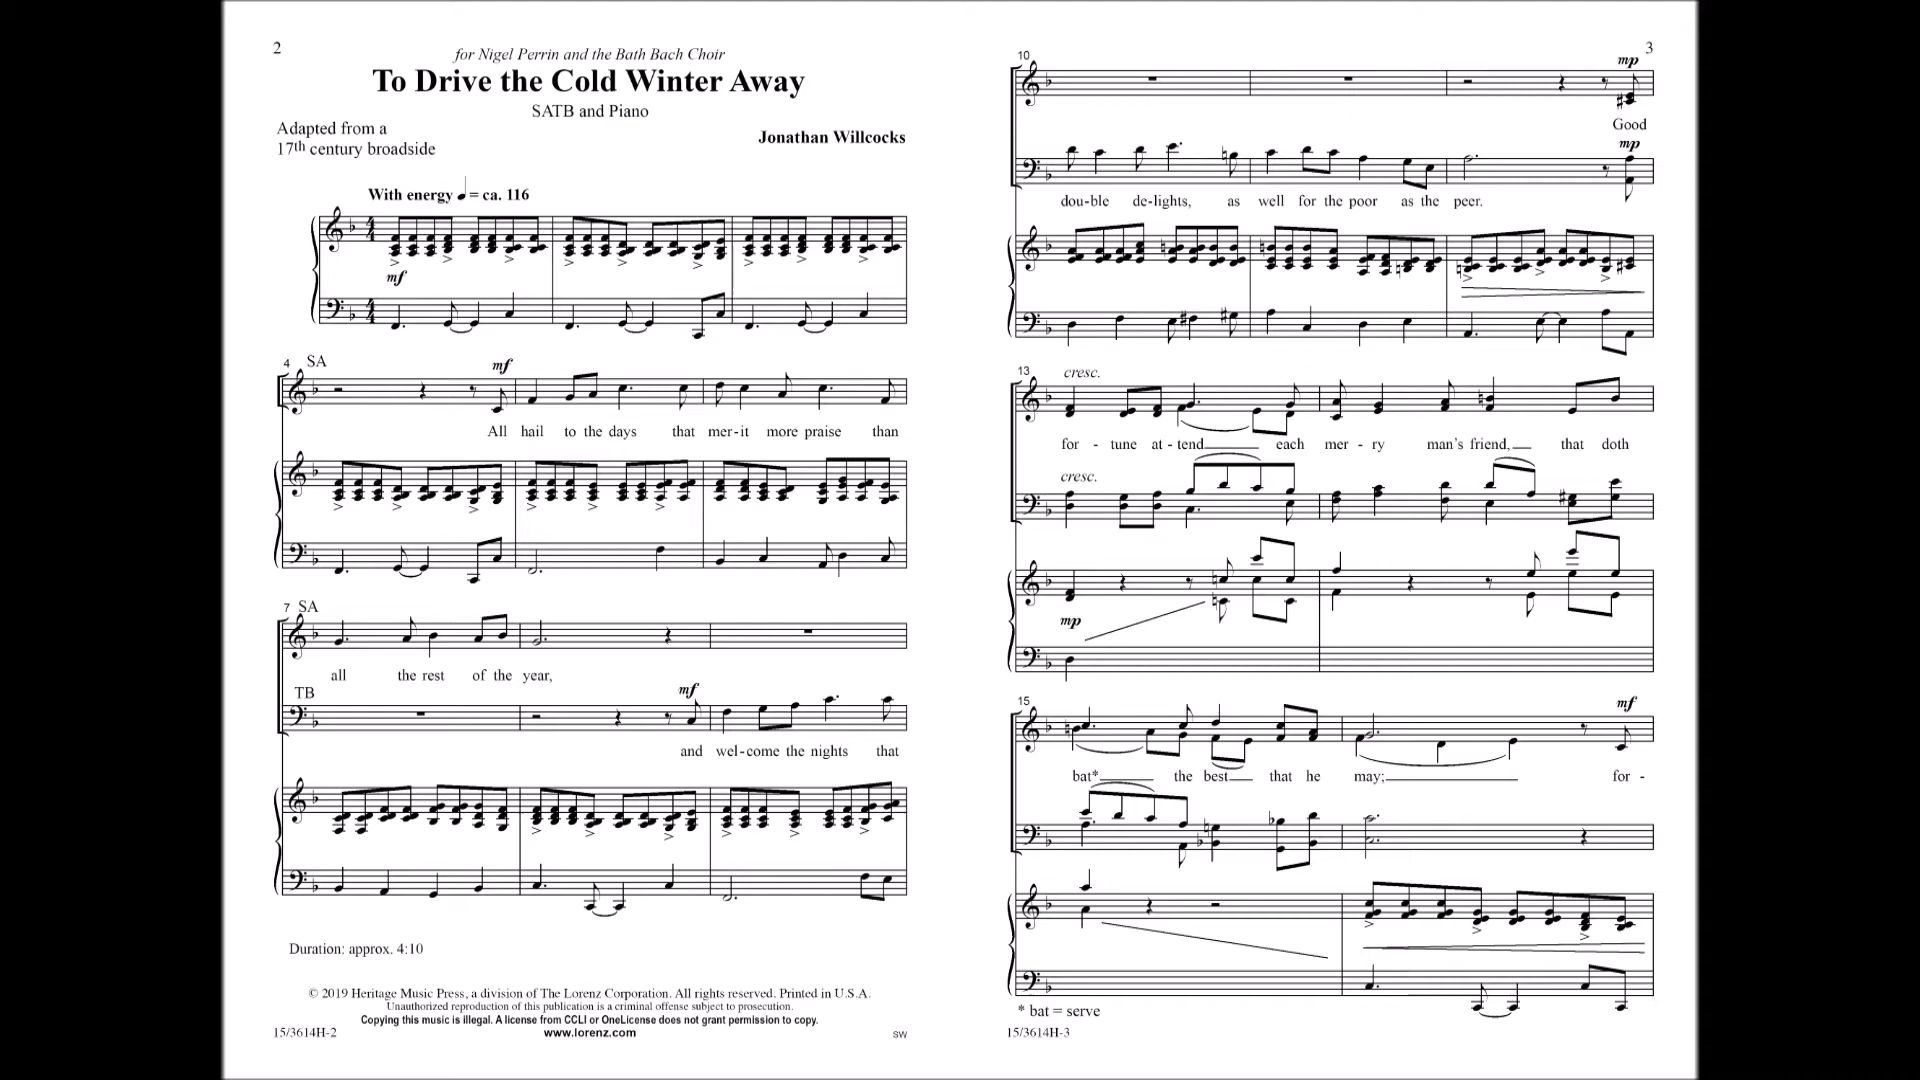 2
for Nigel Perrin and the Bath Bach Choir
To Drive the Cold Winter Away
SATB and Piano
Adapted from a
17th century broadside
Jonathan Willcocks
With energy ♩ = ca. 116
mf
4 SA
mf
All hail to the days that mer-it more praise than
7 SA
all the rest of the year,
TB
mf
and wel-come the nights that
Duration: approx. 4:10
© 2019 Heritage Music Press, a division of The Lorenz Corporation. All rights reserved. Printed in U.S.A.
Unauthorized reproduction of this publication is a criminal offense subject to prosecution.
Copying this music is illegal. A license from CCLI or OneLicense does not grant permission to copy.
www.lorenz.com
15/3614H-2
SW
3
10
mp
Good
mp
dou-ble de-lights, as well for the poor as the peer.
13
cresc.
for - tune at - tend each mer - ry man's friend, that doth
cresc.
mp
15
mf
bat* the best that he may; for -
* bat = serve
15/3614H-3